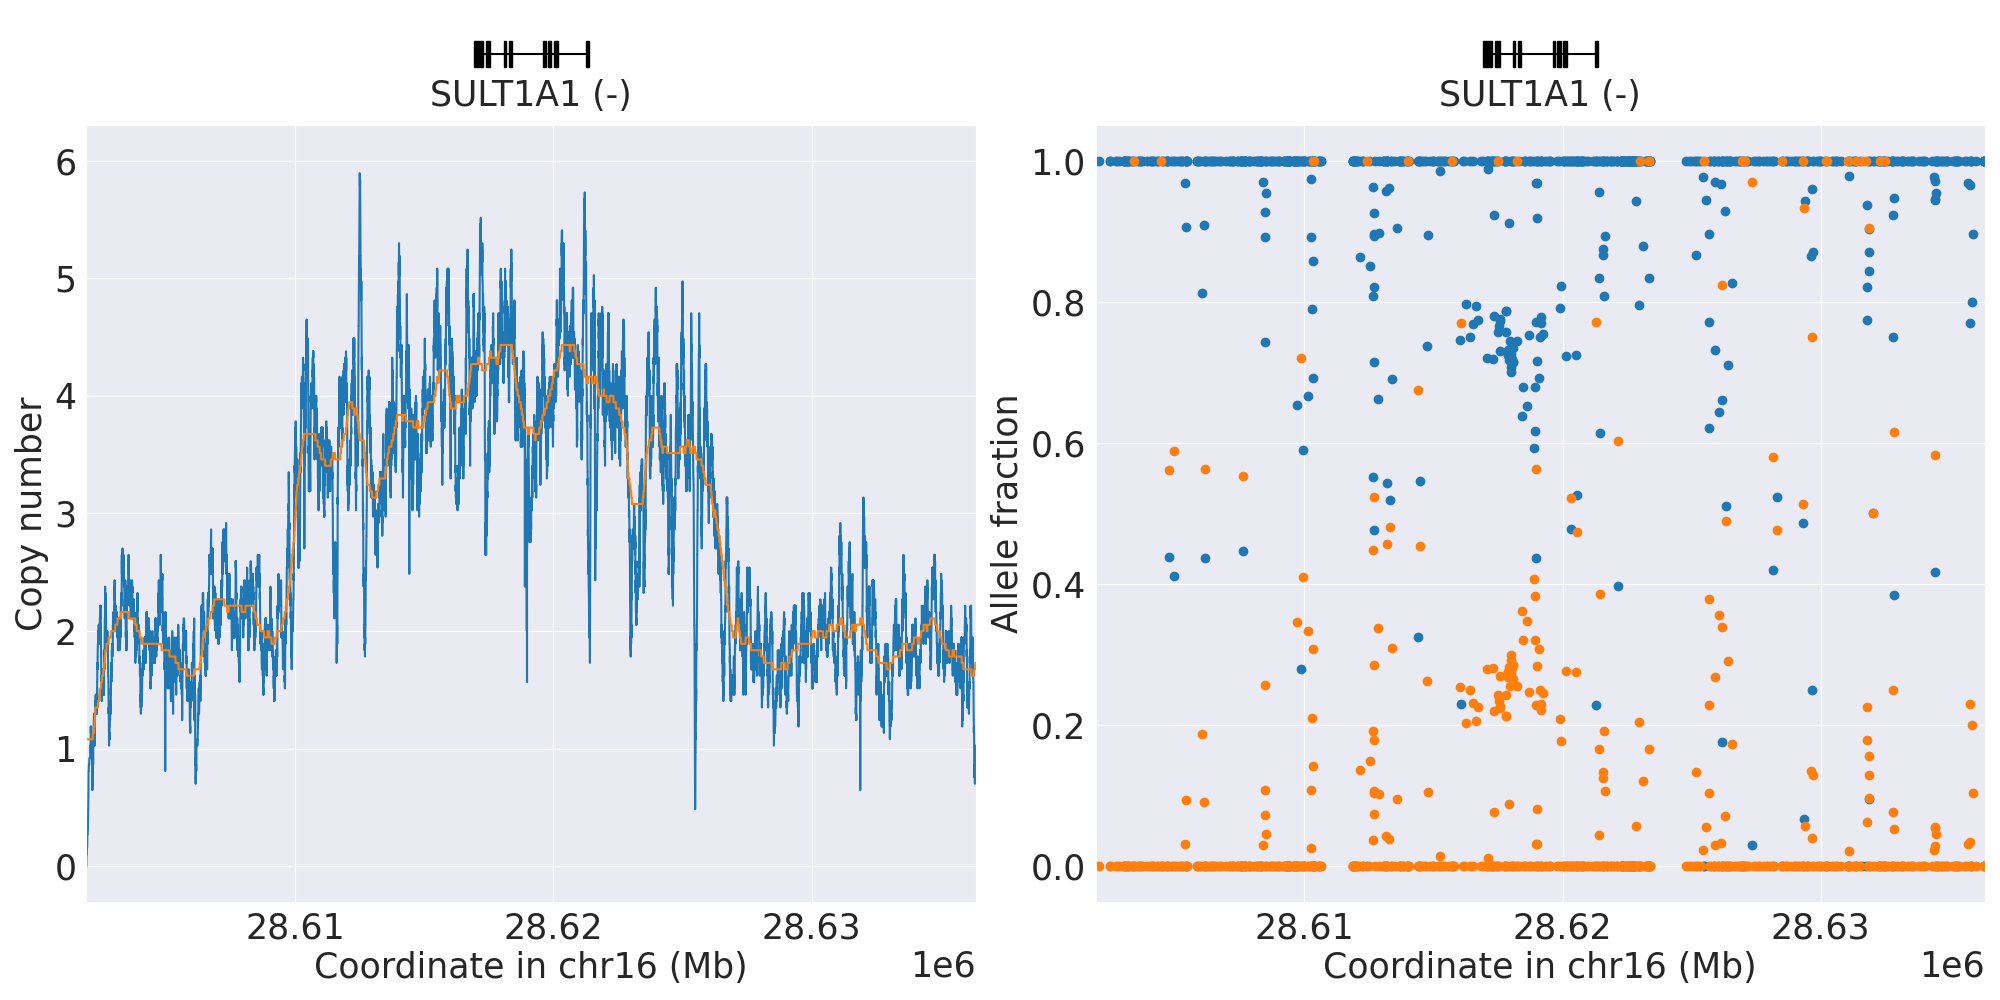 SULT1A1 (-)
SULT1A1 (-)
Copy number
6
5
4
3
2
1
0
28.61
28.62
28.63
Coordinate in chr16 (Mb)
1e6
Allele fraction
1.0
0.8
0.6
0.4
0.2
0.0
28.61
28.62
28.63
Coordinate in chr16 (Mb)
1e6